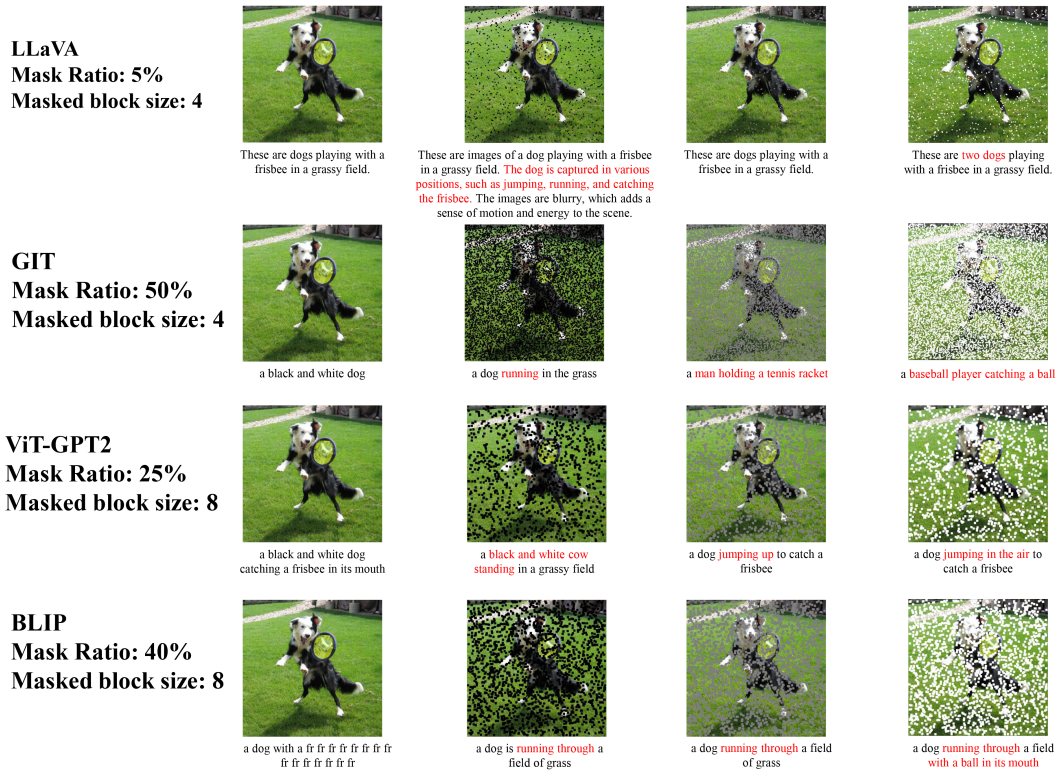 LLaVA
Mask Ratio: 5%
Masked block size: 4
These are dogs playing with a
frisbee in a grassy field.
These are images of a dog playing with a frisbee
in a grassy field. The dog is captured in various
positions, such as jumping, running, and catching
the frisbee. The images are blurry, which adds a
sense of motion and energy to the scene.
These are dogs playing with a
frisbee in a grassy field.
These are two dogs playing
with a frisbee in a grassy field.
GIT
Mask Ratio: 50%
Masked block size: 4
a black and white dog
a dog running in the grass
a man holding a tennis racket
a baseball player catching a ball
ViT-GPT2
Mask Ratio: 25%
Masked block size: 8
a black and white dog
catching a frisbee in its mouth
a black and white cow
standing in a grassy field
a dog jumping up to catch a
frisbee
a dog jumping in the air to
catch a frisbee
BLIP
Mask Ratio: 40%
Masked block size: 8
a dog with a fr fr fr fr fr fr fr fr fr
fr fr fr fr fr fr
a dog is running through a
field of grass
a dog running through a field
of grass
a dog running through a field
with a ball in its mouth